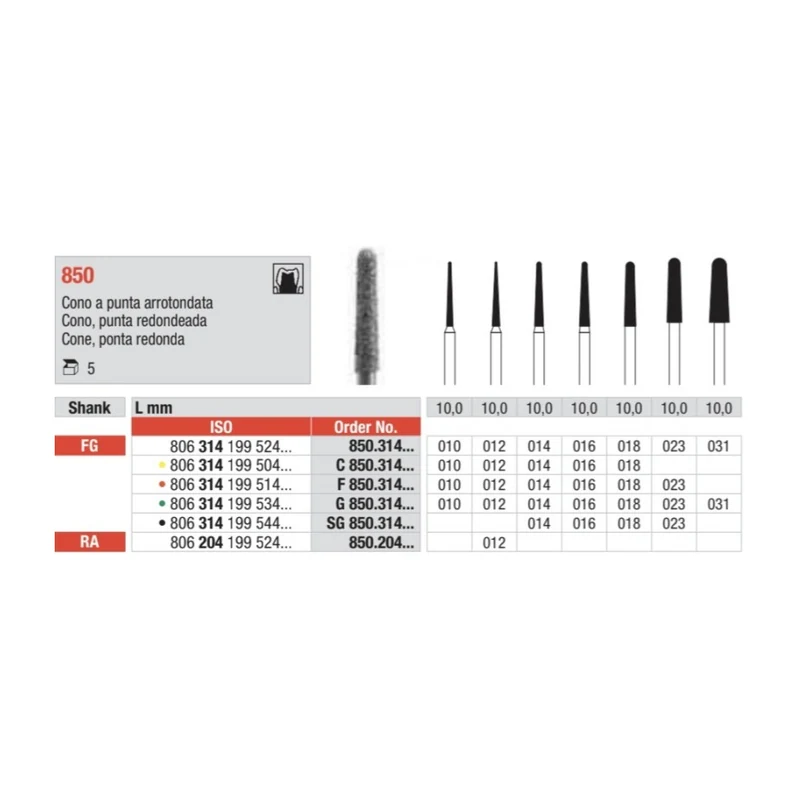 850
Cono a punta arrotondata
Cono, punta redondeada
Cone, ponta redonda
5
Shank L mm 10,0 10,0 10,0 10,0 10,0 10,0 10,0
ISO Order No.
FG 806 314 199 524... 850.314... 010 012 014 016 018 023 031
806 314 199 504... C 850.314... 010 012 014 016 018
806 314 199 514... F 850.314... 010 012 014 016 018 023
806 314 199 534... G 850.314... 010 012 014 016 018 023 031
806 314 199 544... SG 850.314... 014 016 018 023
RA 806 204 199 524... 850.204... 012